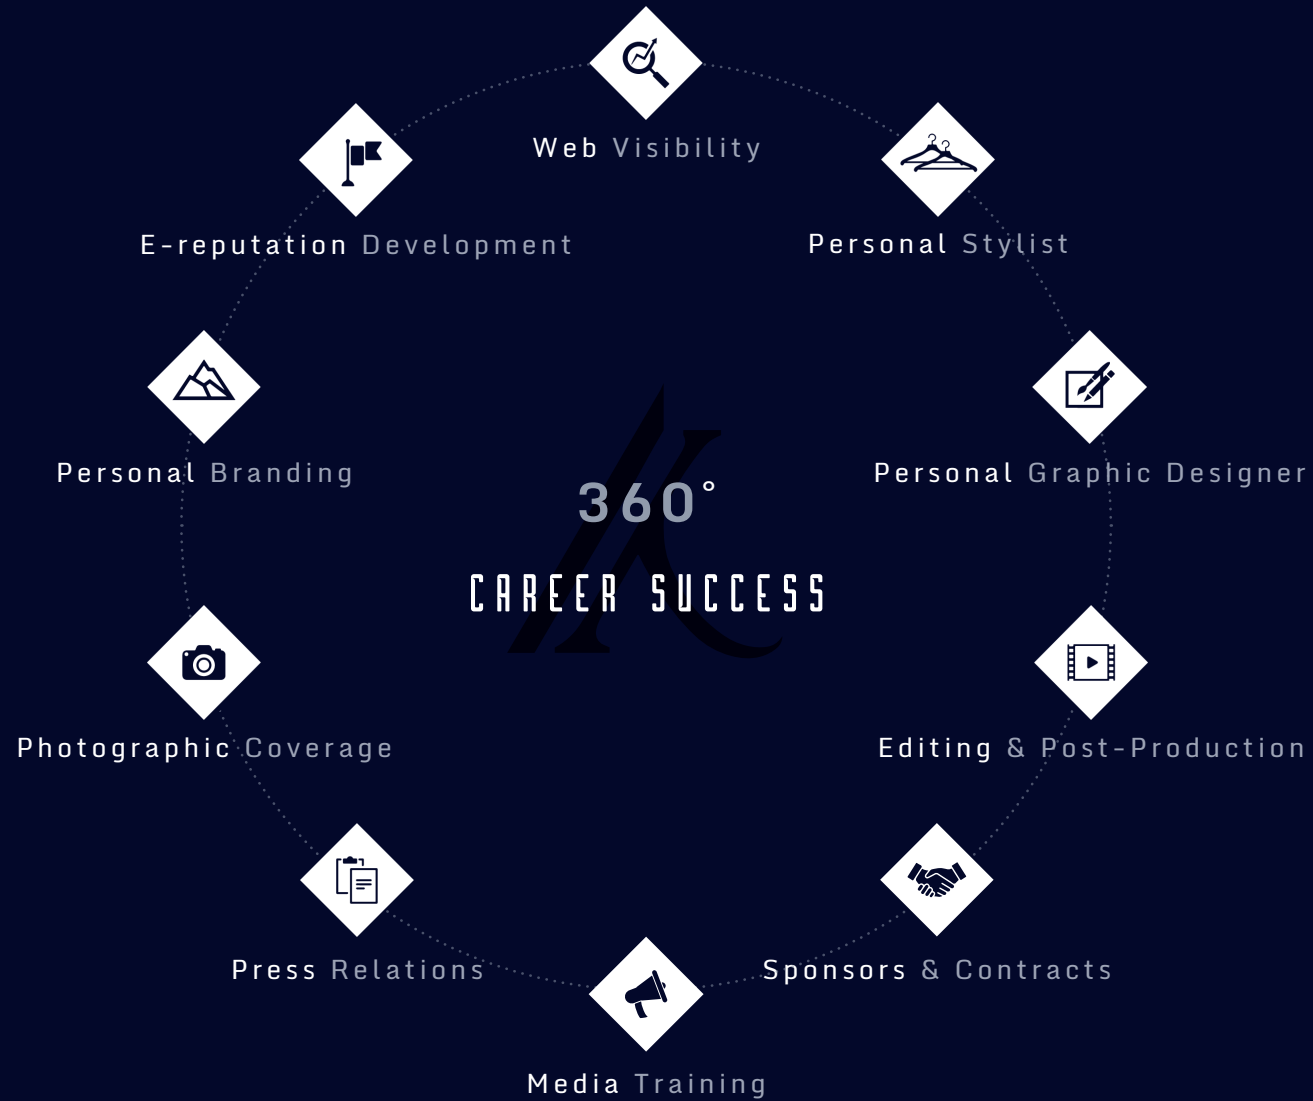 Web Visibility
E-reputation Development
Personal Stylist
Personal Branding
Personal Graphic Designer
360°
CAREER SUCCESS
Photographic Coverage
Editing & Post-Production
Press Relations
Sponsors & Contracts
Media Training